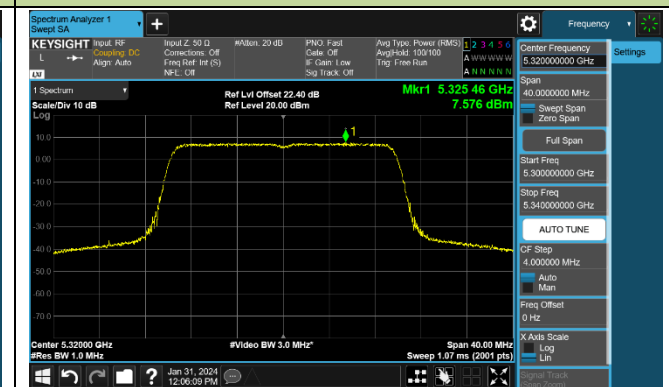 Spectrum Analyzer 1
Swept SA
+
Frequency
KEYSIGHT
L
LXI
Input: RF
Coupling: DC
Align: Auto
Input Z: 50 Ω
Corrections: Off
Freq Ref: Int (S)
NFE: Off
#Atten: 20 dB
PNO: Fast
Gate: Off
IF Gain: Low
Sig Track: Off
Avg Type: Power (RMS)
Avg|Hold: 100/100
Trig: Free Run
1 2 3 4 5 6
A W W W W W
A N N N N N
1 Spectrum
Scale/Div 10 dB
Log
Ref Lvl Offset 22.40 dB
Ref Level 20.00 dBm
Mkr1 5.325 46 GHz
7.576 dBm
1
10.0
0.00
-10.0
-20.0
-30.0
-40.0
-50.0
-60.0
-70.0
Center 5.32000 GHz
#Res BW 1.0 MHz
#Video BW 3.0 MHz*
Span 40.00 MHz
Sweep 1.07 ms (2001 pts)
Jan 31, 2024
12:06:09 PM
?
Center Frequency
5.320000000 GHz
Settings
Span
40.0000000 MHz
Swept Span
Zero Span
Full Span
Start Freq
5.300000000 GHz
Stop Freq
5.340000000 GHz
AUTO TUNE
CF Step
4.000000 MHz
Auto
Man
Freq Offset
0 Hz
X Axis Scale
Log
Lin
Signal Track
(Span Zoom)